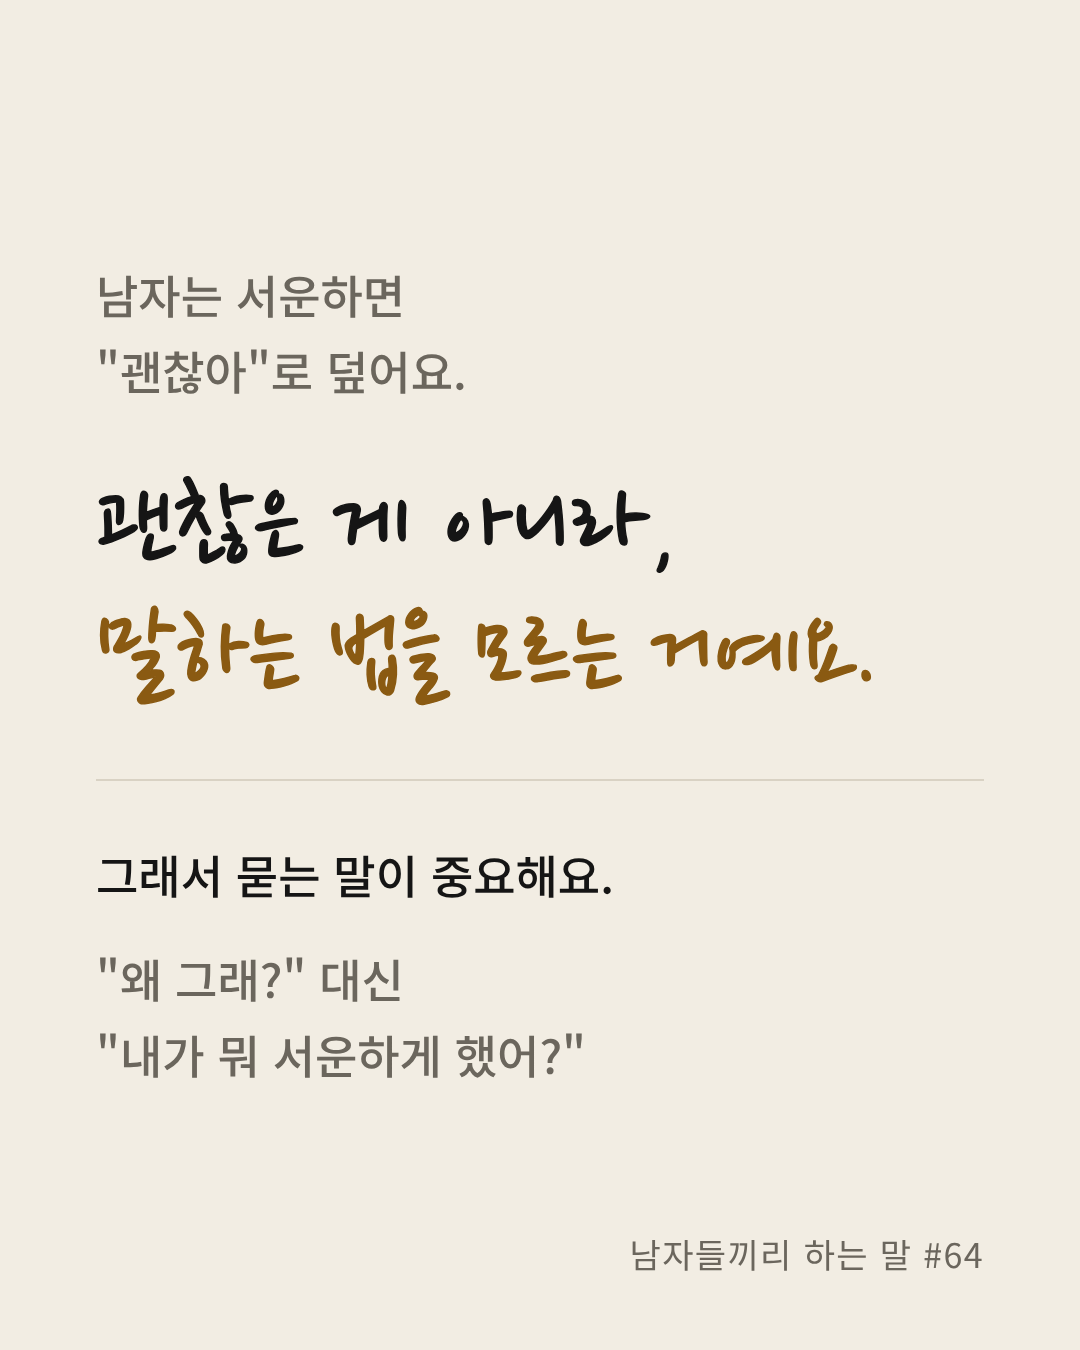 남자는 서운하면
"괜찮아"로 덮어요.
괜찮은 게 아니라,
말하는 법을 모르는 거예요.
그래서 묻는 말이 중요해요.
"왜 그래?" 대신
"내가 뭐 서운하게 했어?"
남자들끼리 하는 말 #64